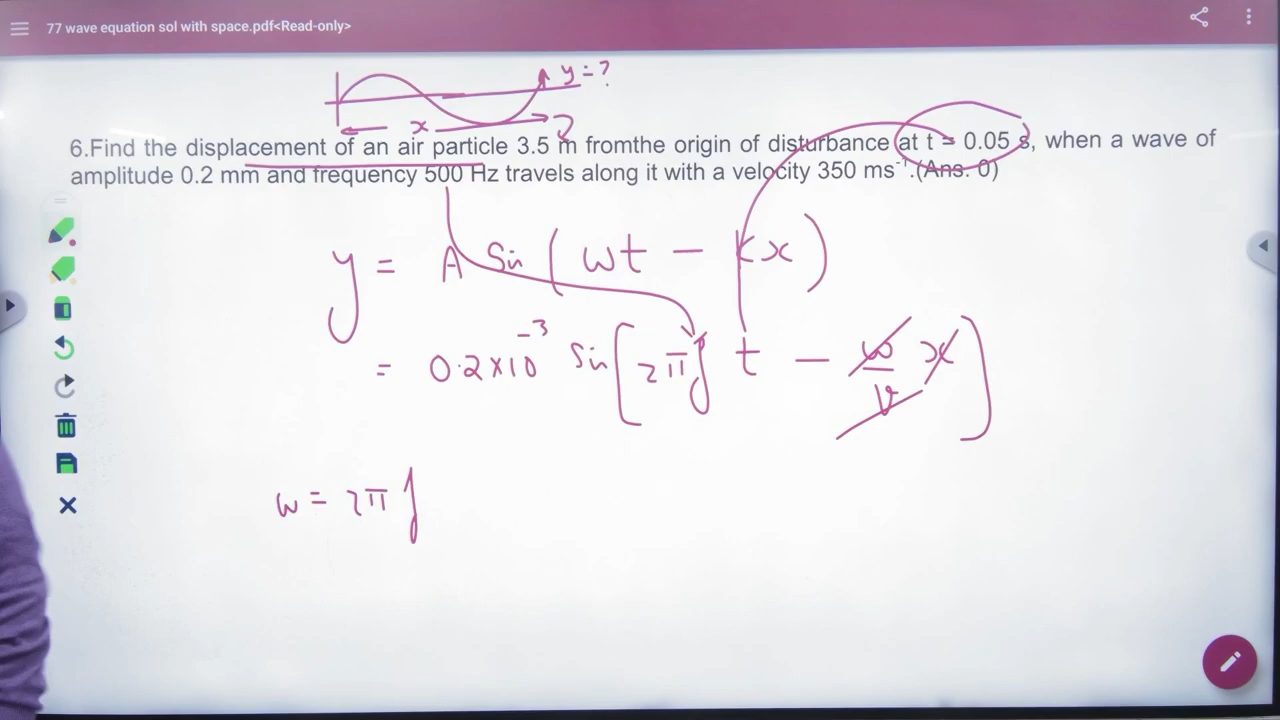 77 wave equation sol with space.pdf<Read-only>
y = ?
x
6.Find the displacement of an air particle 3.5 m fromthe origin of disturbance at t = 0.05 s, when a wave of
amplitude 0.2 mm and frequency 500 Hz travels along it with a velocity 350 ms⁻¹.(Ans. 0)
y = A Sin ( ωt − kx )
= 0.2×10⁻³ Sin [ 2πf t − ω/v x ]
ω = 2πf